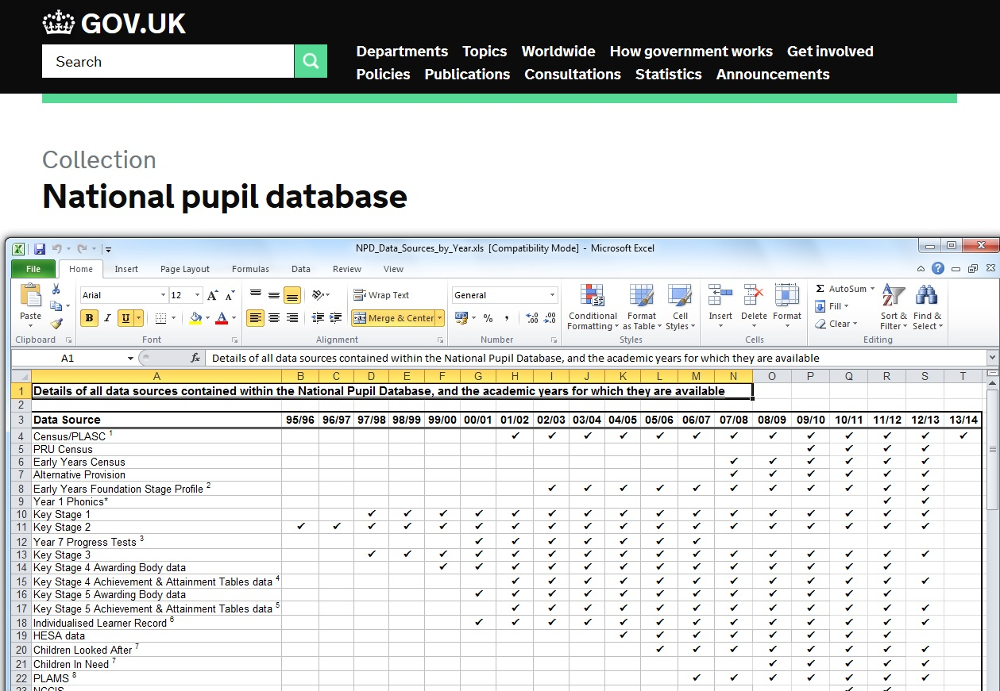 GOV.UK
Search
Departments Topics Worldwide How government works Get involved
Policies Publications Consultations Statistics Announcements
Collection
National pupil database
NPD_Data_Sources_by_Year.xls [Compatibility Mode] - Microsoft Excel
File Home Insert Page Layout Formulas Data Review View
Paste Arial 12 Wrap Text General Conditional Formatting Format as Table Cell Styles Insert Delete Format AutoSum Fill Clear Sort & Filter Find & Select
B I U Merge & Center %
Clipboard Font Alignment Number Styles Cells Editing
A1 fx Details of all data sources contained within the National Pupil Database, and the academic years for which they are available
A B C D E F G H I J K L M N O P Q R S T
1 Details of all data sources contained within the National Pupil Database, and the academic years for which they are available
2
3 Data Source 95/96 96/97 97/98 98/99 99/00 00/01 01/02 02/03 03/04 04/05 05/06 06/07 07/08 08/09 09/10 10/11 11/12 12/13 13/14
4 Census/PLASC 1 ✔ ✔ ✔ ✔ ✔ ✔ ✔ ✔ ✔ ✔ ✔ ✔ ✔
5 PRU Census ✔ ✔ ✔ ✔
6 Early Years Census ✔ ✔ ✔ ✔ ✔ ✔
7 Alternative Provision ✔ ✔ ✔ ✔ ✔ ✔
8 Early Years Foundation Stage Profile 2 ✔ ✔ ✔ ✔ ✔ ✔ ✔ ✔ ✔ ✔ ✔
9 Year 1 Phonics* ✔ ✔
10 Key Stage 1 ✔ ✔ ✔ ✔ ✔ ✔ ✔ ✔ ✔ ✔ ✔ ✔ ✔ ✔ ✔ ✔
11 Key Stage 2 ✔ ✔ ✔ ✔ ✔ ✔ ✔ ✔ ✔ ✔ ✔ ✔ ✔ ✔ ✔ ✔ ✔ ✔
12 Year 7 Progress Tests 3 ✔ ✔ ✔ ✔ ✔ ✔ ✔
13 Key Stage 3 ✔ ✔ ✔ ✔ ✔ ✔ ✔ ✔ ✔ ✔ ✔ ✔ ✔ ✔ ✔ ✔
14 Key Stage 4 Awarding Body data ✔ ✔ ✔ ✔ ✔ ✔ ✔ ✔ ✔ ✔ ✔ ✔ ✔
15 Key Stage 4 Achievement & Attainment Tables data 4 ✔ ✔ ✔ ✔ ✔ ✔ ✔ ✔ ✔ ✔ ✔ ✔
16 Key Stage 5 Awarding Body data ✔ ✔ ✔ ✔ ✔ ✔ ✔ ✔ ✔ ✔ ✔ ✔
17 Key Stage 5 Achievement & Attainment Tables data 5 ✔ ✔ ✔ ✔ ✔ ✔ ✔ ✔ ✔ ✔ ✔ ✔
18 Individualised Learner Record 6 ✔ ✔ ✔ ✔ ✔ ✔ ✔ ✔ ✔ ✔ ✔ ✔ ✔
19 HESA data ✔ ✔ ✔ ✔ ✔ ✔ ✔ ✔
20 Children Looked After 7 ✔ ✔ ✔ ✔ ✔ ✔ ✔ ✔
21 Children In Need 7 ✔ ✔ ✔ ✔ ✔
22 PLAMS 8 ✔ ✔ ✔ ✔ ✔ ✔ ✔